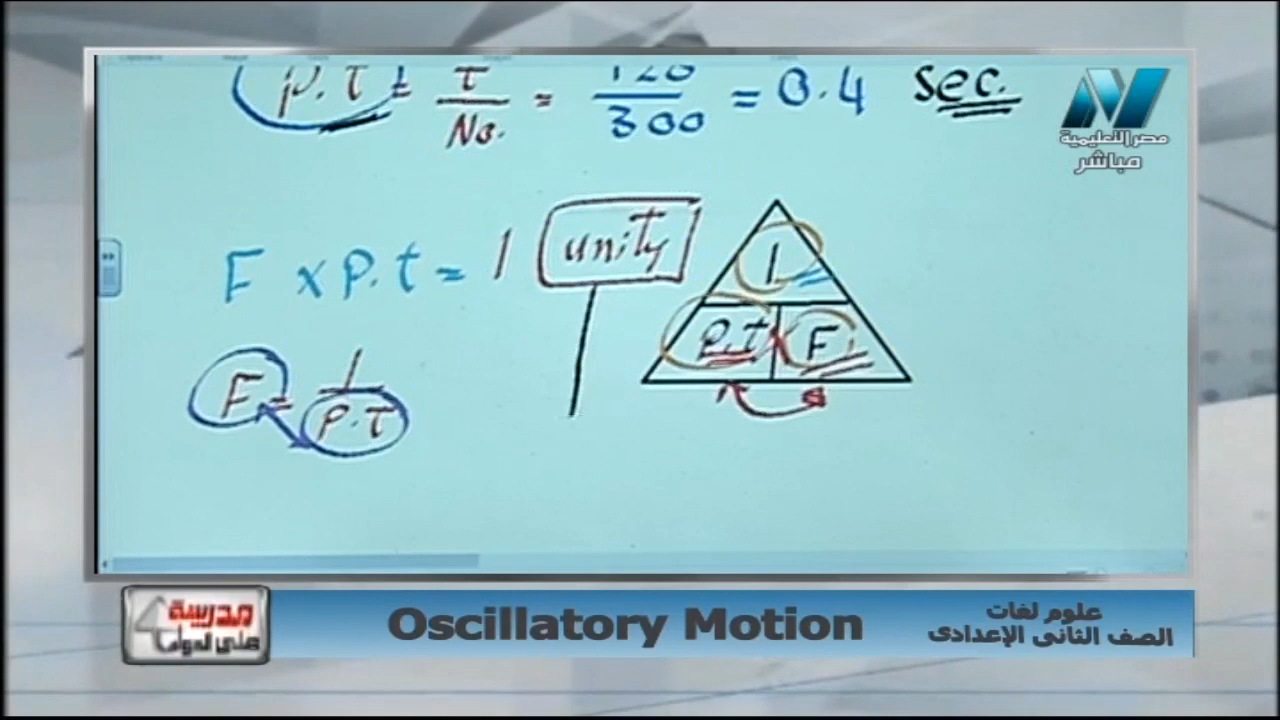 P.T = T / No. = 120 / 300 = 0.4 sec.
مصر التعليمية
مباشر
F x P.t = 1 unity
1
P.t x F
F = 1 / P.T
مدرسة
على الهواء
Oscillatory Motion
علوم لغات
الصف الثانى الإعدادى